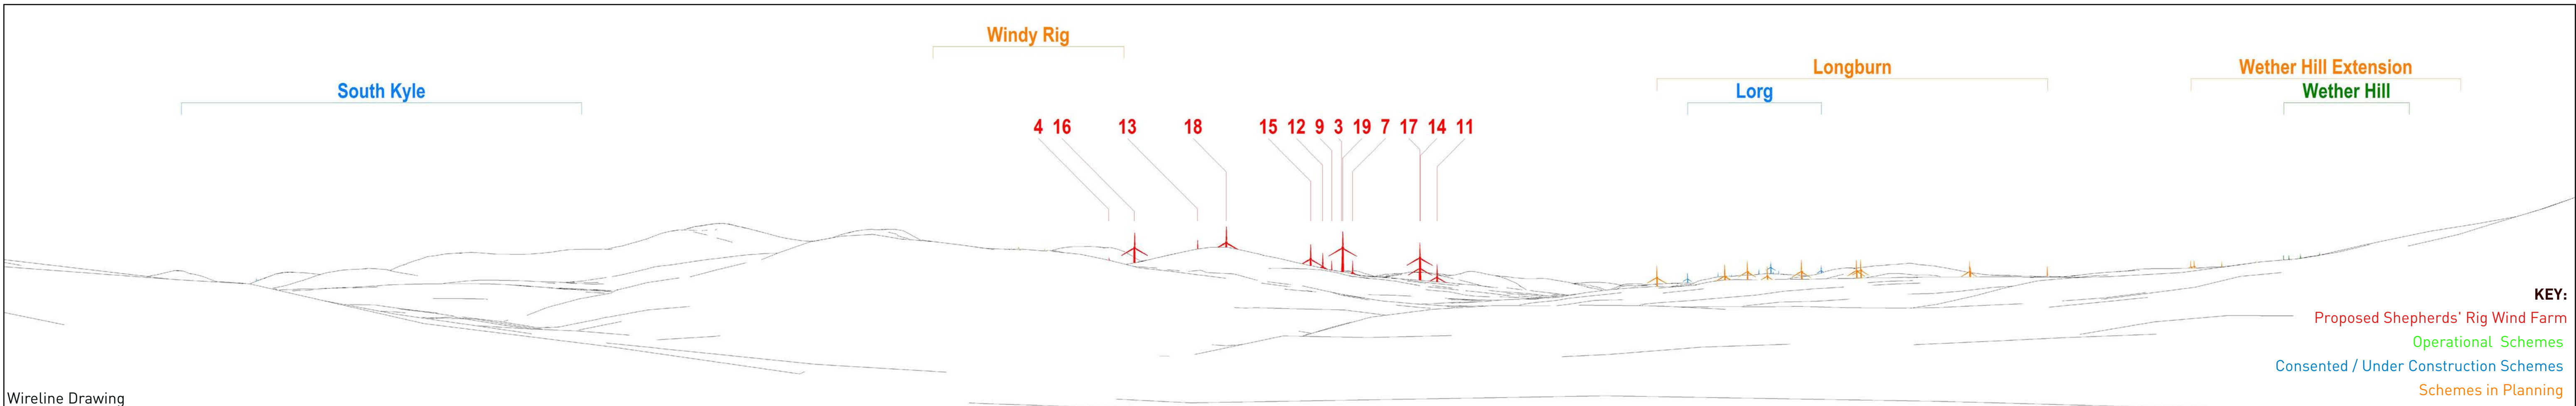 Windy Rig
Longburn
Wether Hill Extension
South Kyle
Lorg
Wether Hill
4 16 13 18 15 12 9 3 19 7 17 14 11
KEY:
Proposed Shepherds' Rig Wind Farm
Operational Schemes
Consented / Under Construction Schemes
Schemes in Planning
Wireline Drawing